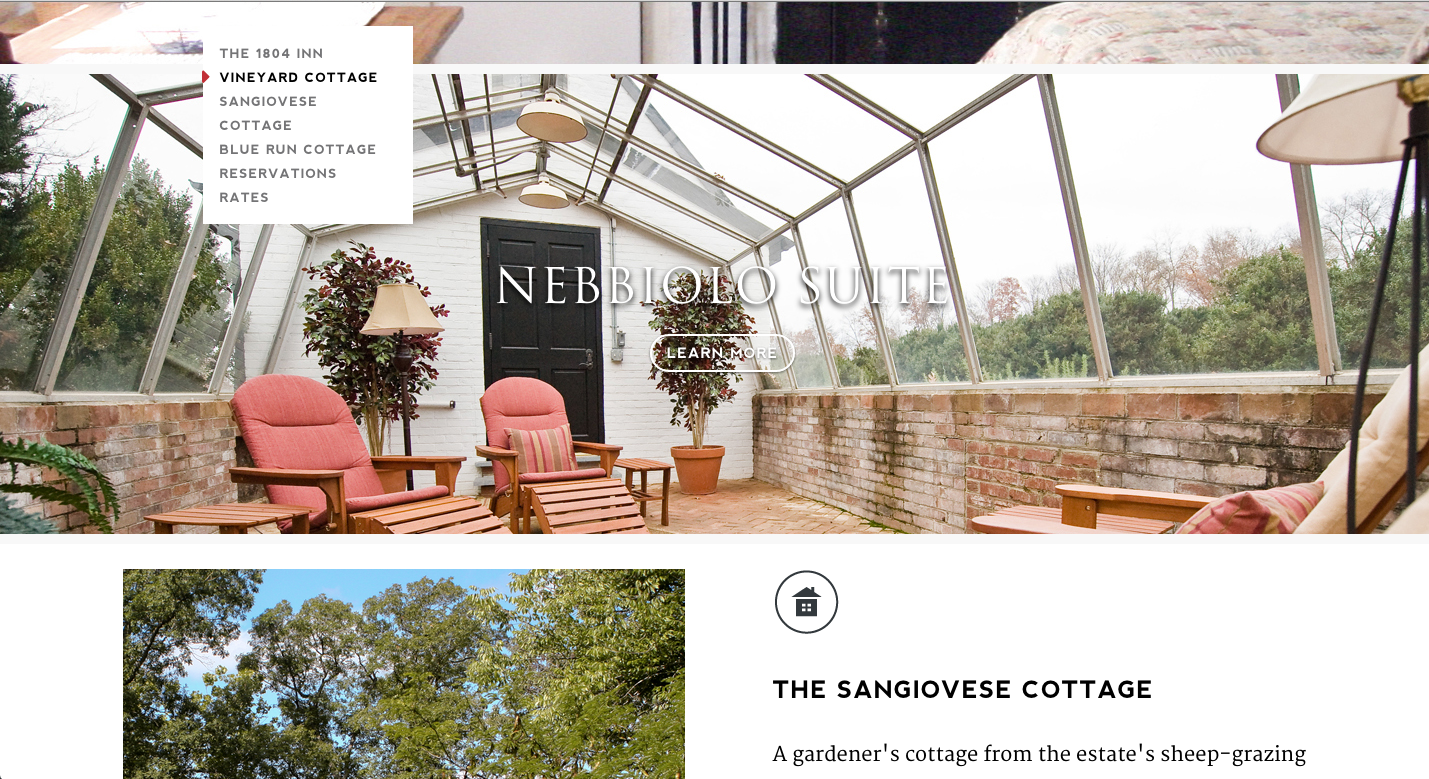 THE 1804 INN
VINEYARD COTTAGE
SANGIOVESE
COTTAGE
BLUE RUN COTTAGE
RESERVATIONS
RATES
NEBBIOLO SUITE
LEARN MORE
THE SANGIOVESE COTTAGE
A gardener's cottage from the estate's sheep-grazing